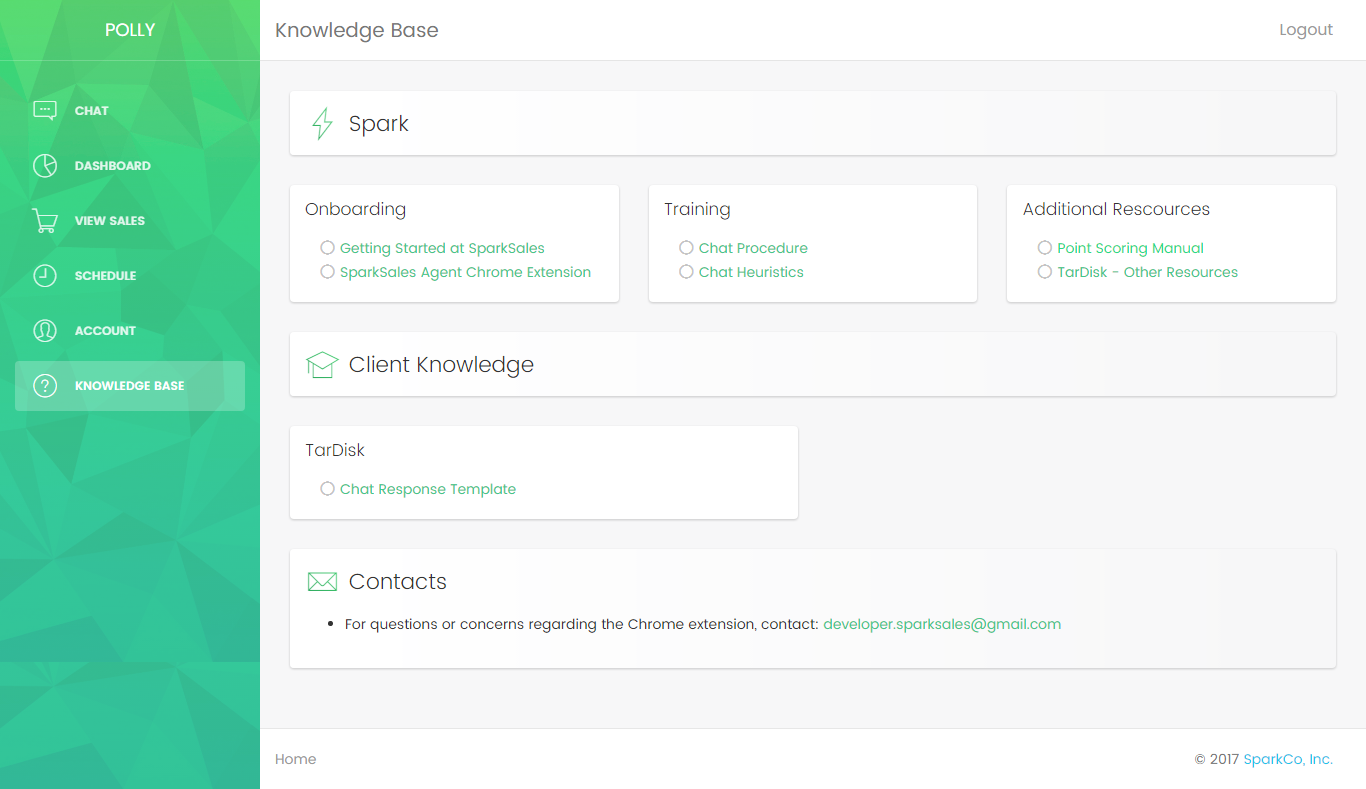 POLLY
Knowledge Base
Logout
CHAT
DASHBOARD
VIEW SALES
SCHEDULE
ACCOUNT
KNOWLEDGE BASE
Spark
Onboarding
Getting Started at SparkSales
SparkSales Agent Chrome Extension
Training
Chat Procedure
Chat Heuristics
Additional Rescources
Point Scoring Manual
TarDisk - Other Resources
Client Knowledge
TarDisk
Chat Response Template
Contacts
For questions or concerns regarding the Chrome extension, contact: developer.sparksales@gmail.com
Home
© 2017 SparkCo, Inc.